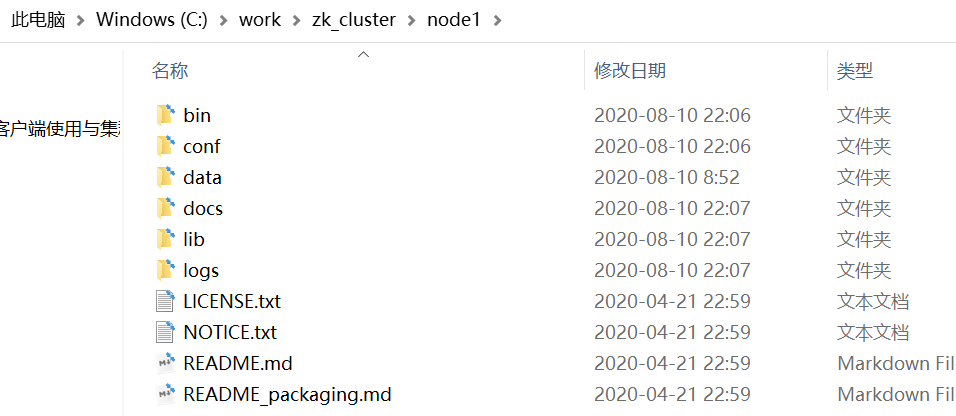 此电脑 > Windows (C:) > work > zk_cluster > node1 >
名称 修改日期 类型
bin 2020-08-10 22:06 文件夹
conf 2020-08-10 22:06 文件夹
客户端使用与集
data 2020-08-10 8:52 文件夹
docs 2020-08-10 22:07 文件夹
lib 2020-08-10 22:07 文件夹
logs 2020-08-10 22:07 文件夹
LICENSE.txt 2020-04-21 22:59 文本文档
NOTICE.txt 2020-04-21 22:59 文本文档
README.md 2020-04-21 22:59 Markdown Fil
README_packaging.md 2020-04-21 22:59 Markdown Fil